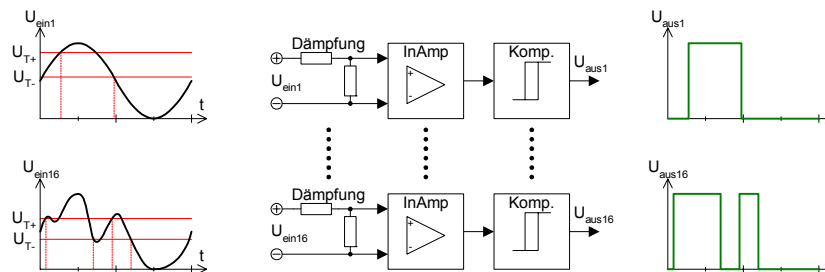 U_ein1
U_T+
U_T-
t
Dämpfung
U_ein1
InAmp
+
-
Komp.
U_aus1
U_aus1
U_ein16
U_T+
U_T-
t
Dämpfung
U_ein16
InAmp
+
-
Komp.
U_aus16
U_aus16